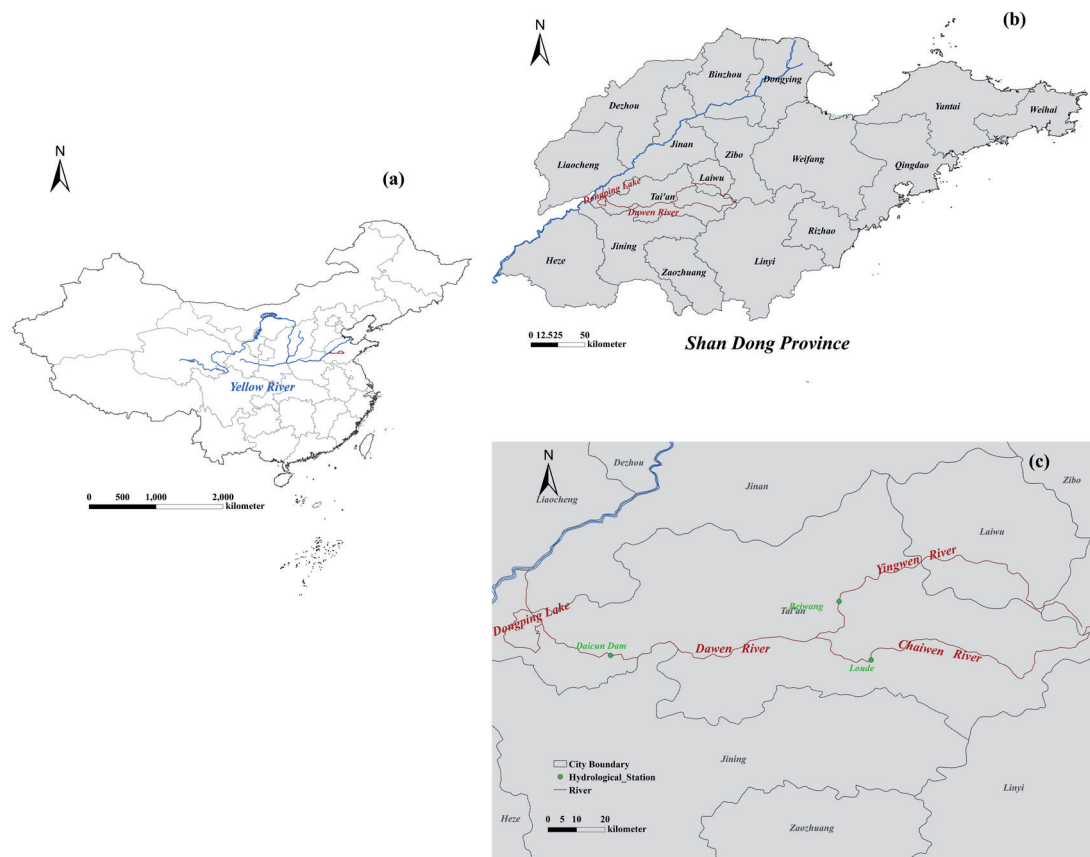 N
(a)
Yellow River
0 500 1,000 2,000
kilometer
N
(b)
Binzhou
Dongying
Dezhou
Yantai
Weihai
Jinan
Zibo
Weifang
Liaocheng
Qingdao
Laiwu
Dongping Lake
Tai'an
Dawen River
Rizhao
Jining
Linyi
Heze
Zaozhuang
0 12.525 50
kilometer
Shan Dong Province
N
(c)
Dezhou
Zibo
Jinan
Liaocheng
Laiwu
Yingwen River
Beiwang
Tai'an
Dongping Lake
Daicun Dam
Dawen River
Chaiwen River
Loude
Jining
City Boundary
Hydrological_Station
River
Linyi
Heze
0 5 10 20
kilometer
Zaozhuang